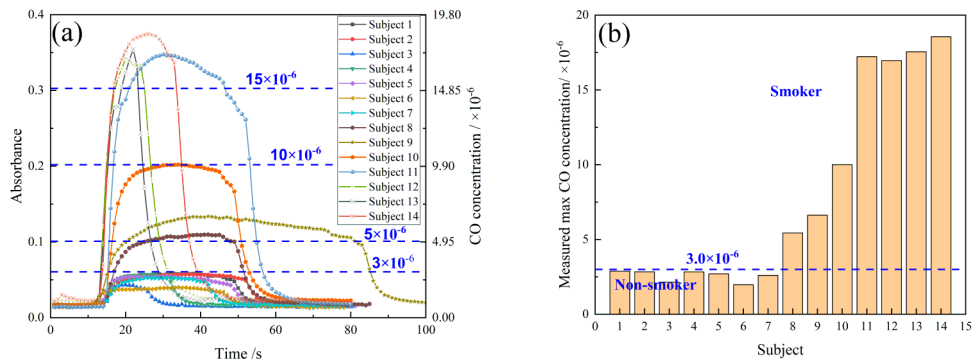 (a)
0.4
0.3
0.2
0.1
0.0
Absorbance
0
20
40
60
80
100
Time /s
19.80
14.85
9.90
4.95
0.00
CO concentration / ×10⁻⁶
15×10⁻⁶
10×10⁻⁶
5×10⁻⁶
3×10⁻⁶
Subject 1
Subject 2
Subject 3
Subject 4
Subject 5
Subject 6
Subject 7
Subject 8
Subject 9
Subject 10
Subject 11
Subject 12
Subject 13
Subject 14
(b)
20
15
10
5
0
Measured max CO concentration/ ×10⁻⁶
Smoker
3.0×10⁻⁶
Non-smoker
0 1 2 3 4 5 6 7 8 9 10 11 12 13 14 15
Subject